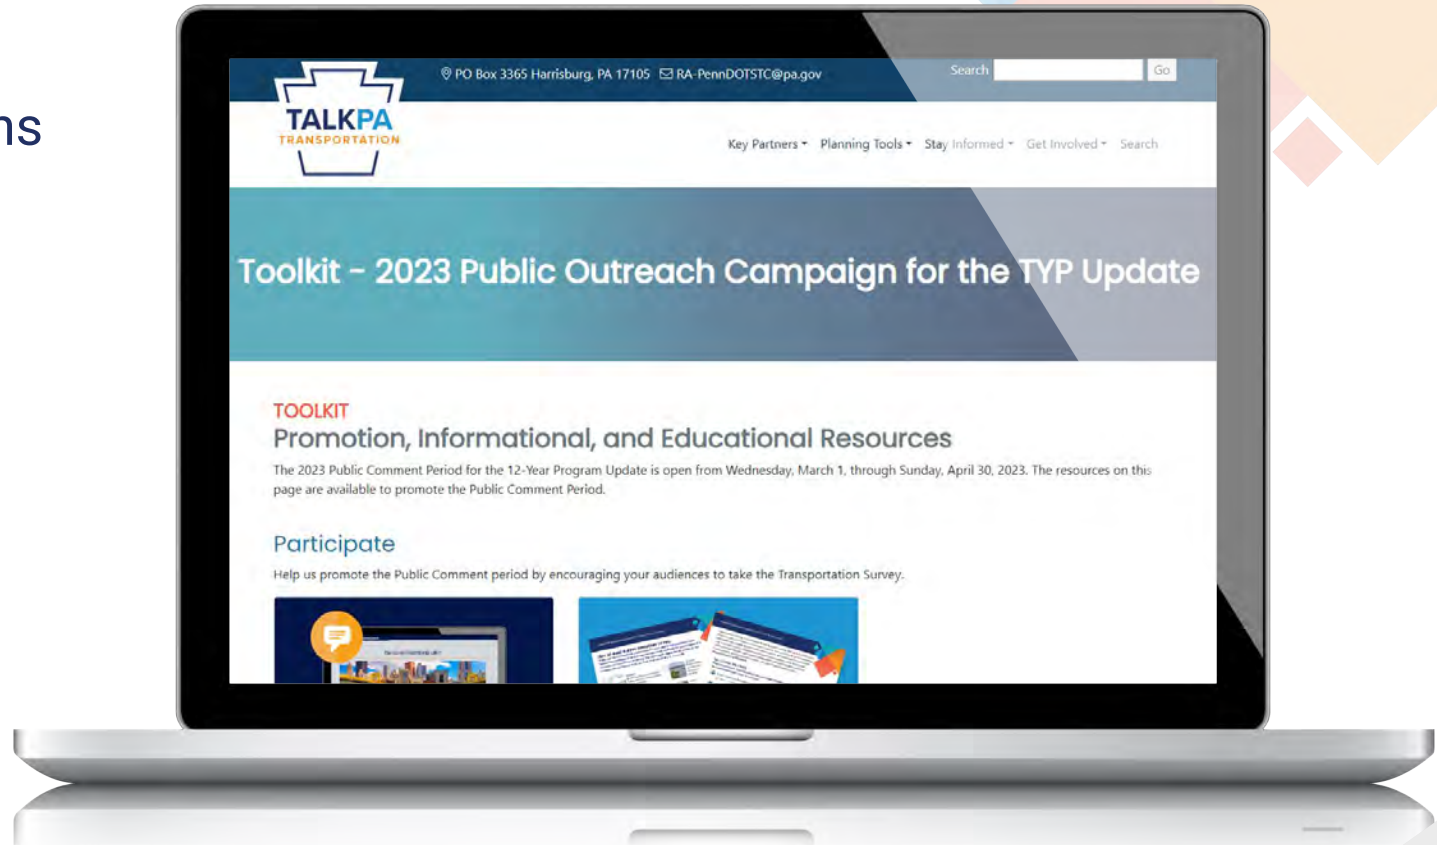 PO Box 3365 Harrisburg, PA 17105 RA-PennDOTSTC@pa.gov
Search
Go
TALKPA
TRANSPORTATION
Key Partners Planning Tools Stay Informed Get Involved Search
Toolkit - 2023 Public Outreach Campaign for the TYP Update
TOOLKIT
Promotion, Informational, and Educational Resources
The 2023 Public Comment Period for the 12-Year Program Update is open from Wednesday, March 1, through Sunday, April 30, 2023. The resources on this
page are available to promote the Public Comment Period.
Participate
Help us promote the Public Comment period by encouraging your audiences to take the Transportation Survey.